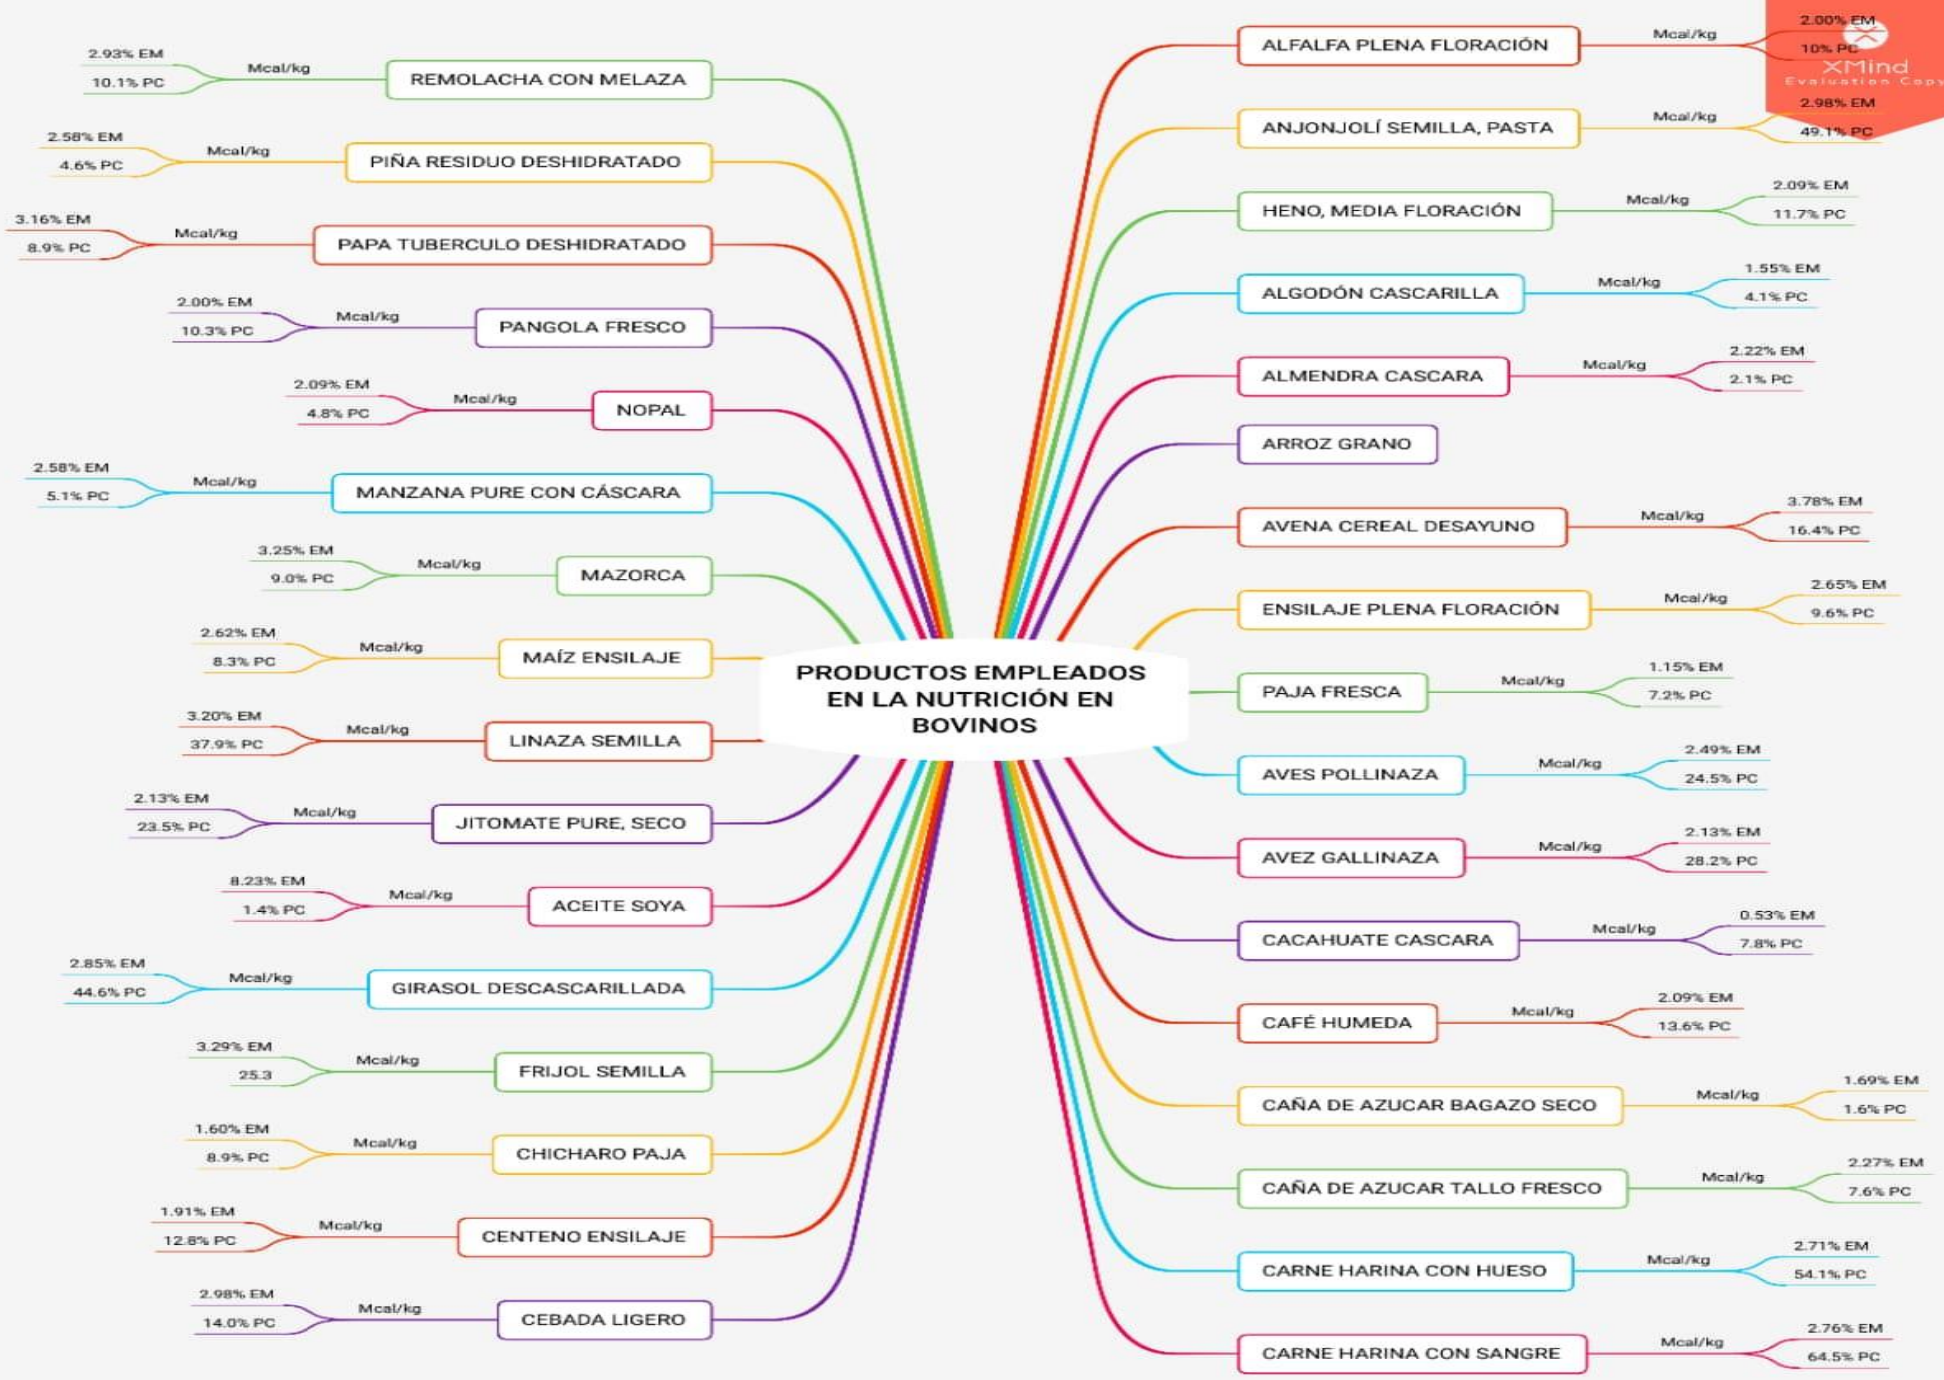 PRODUCTOS EMPLEADOS
EN LA NUTRICIÓN EN
BOVINOS
ALFALFA PLENA FLORACIÓN
Mcal/kg
2.00% EM
10% PC
XMind
Evaluation Copy
ANJONJOLÍ SEMILLA, PASTA
Mcal/kg
2.98% EM
49.1% PC
HENO, MEDIA FLORACIÓN
Mcal/kg
2.09% EM
11.7% PC
ALGODÓN CASCARILLA
Mcal/kg
1.55% EM
4.1% PC
ALMENDRA CASCARA
Mcal/kg
2.22% EM
2.1% PC
ARROZ GRANO
AVENA CEREAL DESAYUNO
Mcal/kg
3.78% EM
16.4% PC
ENSILAJE PLENA FLORACIÓN
Mcal/kg
2.65% EM
9.6% PC
PAJA FRESCA
Mcal/kg
1.15% EM
7.2% PC
AVES POLLINAZA
Mcal/kg
2.49% EM
24.5% PC
AVEZ GALLINAZA
Mcal/kg
2.13% EM
28.2% PC
CACAHUATE CASCARA
Mcal/kg
0.53% EM
7.8% PC
CAFÉ HUMEDA
Mcal/kg
2.09% EM
13.6% PC
CAÑA DE AZUCAR BAGAZO SECO
Mcal/kg
1.69% EM
1.6% PC
CAÑA DE AZUCAR TALLO FRESCO
Mcal/kg
2.27% EM
7.6% PC
CARNE HARINA CON HUESO
Mcal/kg
2.71% EM
54.1% PC
CARNE HARINA CON SANGRE
Mcal/kg
2.76% EM
64.5% PC
REMOLACHA CON MELAZA
Mcal/kg
2.93% EM
10.1% PC
PIÑA RESIDUO DESHIDRATADO
Mcal/kg
2.58% EM
4.6% PC
PAPA TUBERCULO DESHIDRATADO
Mcal/kg
3.16% EM
8.9% PC
PANGOLA FRESCO
Mcal/kg
2.00% EM
10.3% PC
NOPAL
Mcal/kg
2.09% EM
4.8% PC
MANZANA PURE CON CÁSCARA
Mcal/kg
2.58% EM
5.1% PC
MAZORCA
Mcal/kg
3.25% EM
9.0% PC
MAÍZ ENSILAJE
Mcal/kg
2.62% EM
8.3% PC
LINAZA SEMILLA
Mcal/kg
3.20% EM
37.9% PC
JITOMATE PURE, SECO
Mcal/kg
2.13% EM
23.5% PC
ACEITE SOYA
Mcal/kg
8.23% EM
1.4% PC
GIRASOL DESCASCARILLADA
Mcal/kg
2.85% EM
44.6% PC
FRIJOL SEMILLA
Mcal/kg
3.29% EM
25.3
CHICHARO PAJA
Mcal/kg
1.60% EM
8.9% PC
CENTENO ENSILAJE
Mcal/kg
1.91% EM
12.8% PC
CEBADA LIGERO
Mcal/kg
2.98% EM
14.0% PC